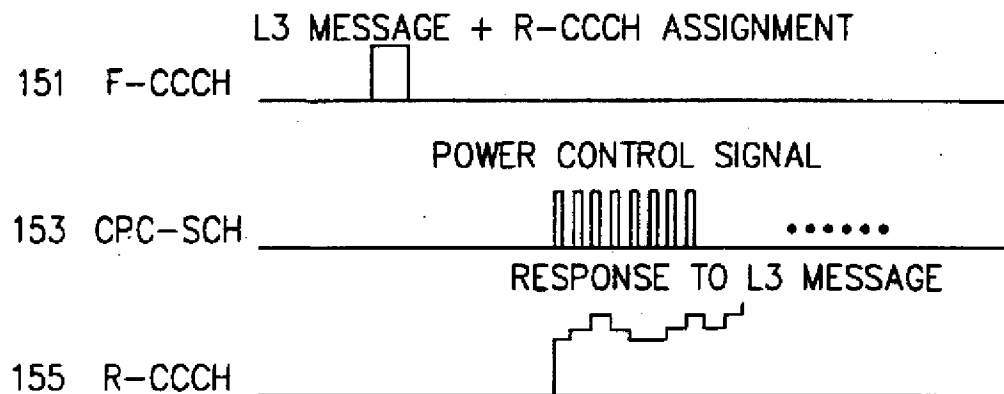 L3 MESSAGE + R-CCCH ASSIGNMENT
151 F-CCCH
POWER CONTROL SIGNAL
153 CPC-SCH
RESPONSE TO L3 MESSAGE
155 R-CCCH